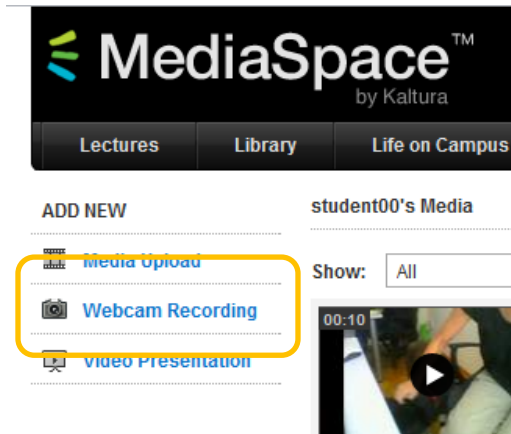 MediaSpace™
by Kaltura
Lectures Library Life on Campus
ADD NEW
Media Upload
Webcam Recording
Video Presentation
student00's Media
Show: All
00:10